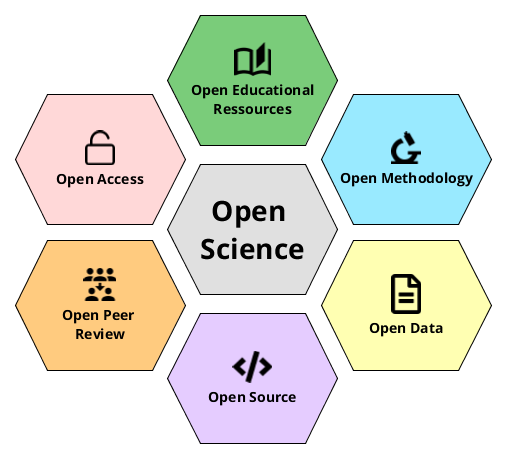 Open Educational
Ressources
Open Access
Open Methodology
Open
Science
Open Peer
Review
Open Data
Open Source